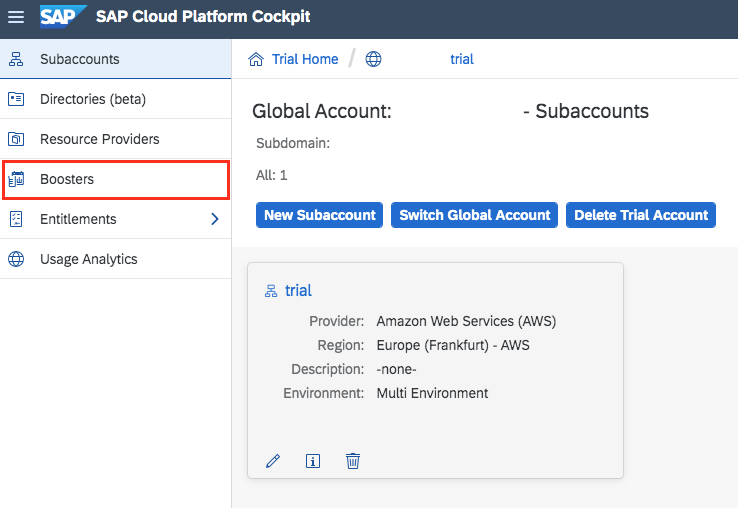 SAP SAP Cloud Platform Cockpit
Subaccounts
Directories (beta)
Resource Providers
Boosters
Entitlements
Usage Analytics
Trial Home / trial
Global Account: - Subaccounts
Subdomain:
All: 1
New Subaccount Switch Global Account Delete Trial Account
trial
Provider: Amazon Web Services (AWS)
Region: Europe (Frankfurt) - AWS
Description: -none-
Environment: Multi Environment